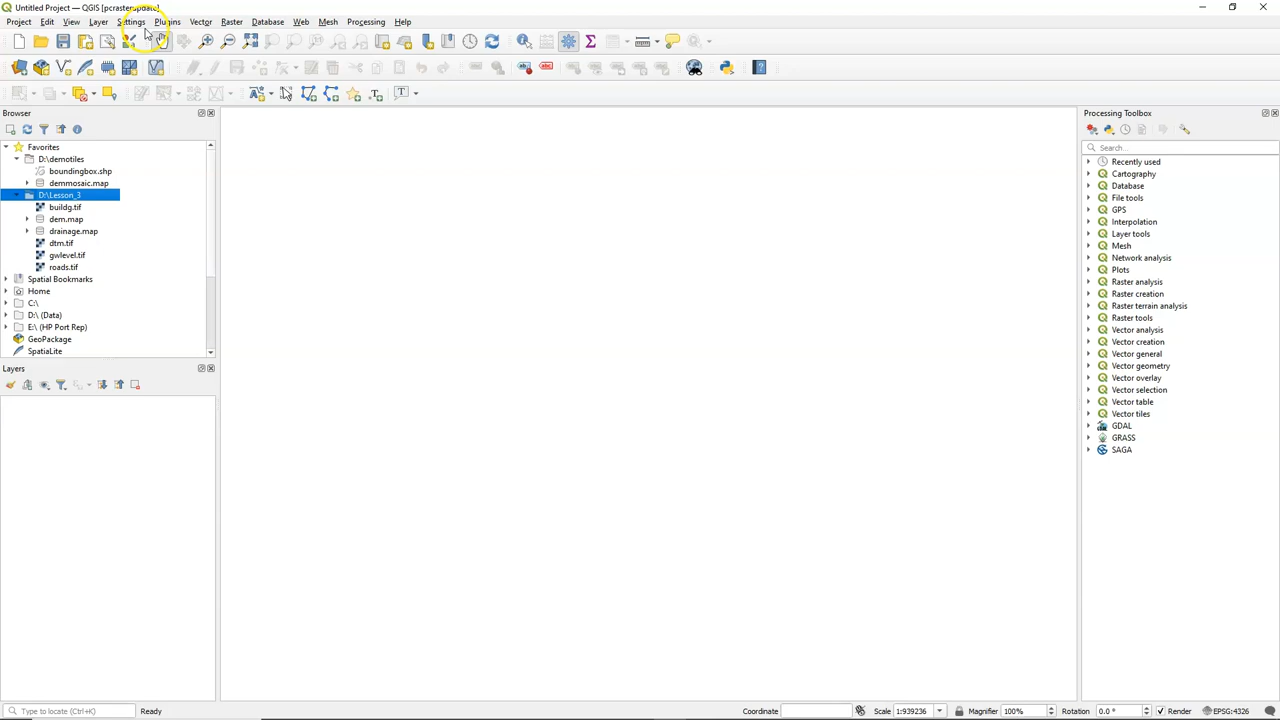 Untitled Project — QGIS [pcrasterupdate]
Project Edit View Layer Settings Plugins Vector Raster Database Web Mesh Processing Help
Browser
Favorites
D:\demotiles
boundingbox.shp
demmosaic.map
D:\Lesson_3
buildg.tif
dem.map
drainage.map
dtm.tif
gwlevel.tif
roads.tif
Spatial Bookmarks
Home
C:\
D:\ (Data)
E:\ (HP Port Rep)
GeoPackage
SpatiaLite
Layers
Processing Toolbox
Search...
Recently used
Cartography
Database
File tools
GPS
Interpolation
Layer tools
Mesh
Network analysis
Plots
Raster analysis
Raster creation
Raster terrain analysis
Raster tools
Vector analysis
Vector creation
Vector general
Vector geometry
Vector overlay
Vector selection
Vector table
Vector tiles
GDAL
GRASS
SAGA
Type to locate (Ctrl+K) Ready Coordinate Scale 1:939236 Magnifier 100% Rotation 0.0 ° Render EPSG:4326